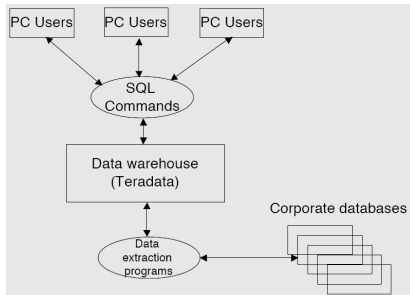 PC Users
PC Users
PC Users
SQL
Commands
Data warehouse
(Teradata)
Corporate databases
Data
extraction
programs